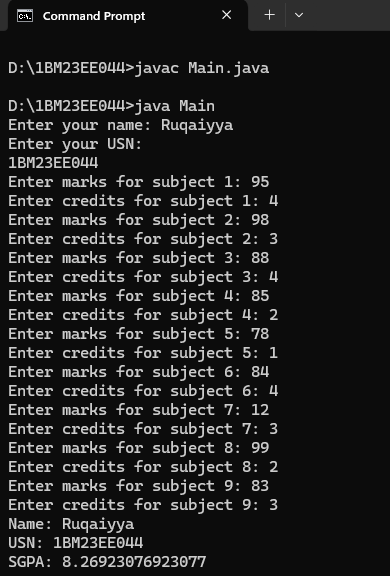 Command Prompt
D:\1BM23EE044>javac Main.java
D:\1BM23EE044>java Main
Enter your name: Ruqaiyya
Enter your USN:
1BM23EE044
Enter marks for subject 1: 95
Enter credits for subject 1: 4
Enter marks for subject 2: 98
Enter credits for subject 2: 3
Enter marks for subject 3: 88
Enter credits for subject 3: 4
Enter marks for subject 4: 85
Enter credits for subject 4: 2
Enter marks for subject 5: 78
Enter credits for subject 5: 1
Enter marks for subject 6: 84
Enter credits for subject 6: 4
Enter marks for subject 7: 12
Enter credits for subject 7: 3
Enter marks for subject 8: 99
Enter credits for subject 8: 2
Enter marks for subject 9: 83
Enter credits for subject 9: 3
Name: Ruqaiyya
USN: 1BM23EE044
SGPA: 8.26923076923077